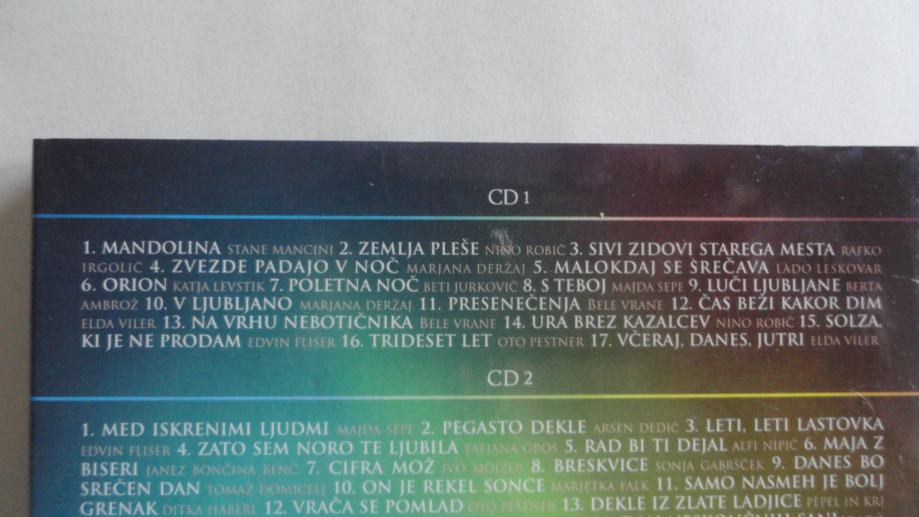 CD 1
1. MANDOLINA STANE MANCINI 2. ZEMLJA PLEŠE NINO ROBIĆ 3. SIVI ZIDOVI STAREGA MESTA RAFKO
IRGOLIČ 4. ZVEZDE PADAJO V NOČ MARJANA DERŽAJ 5. MALOKDAJ SE SREČAVA LADO LESKOVAR
6. ORION KATJA LEVSTIK 7. POLETNA NOČ BETI JURKOVIČ 8. S TEBOJ MAJDA SEPE 9. LUČI LJUBLJANE BERTA
AMBROŽ 10. V LJUBLJANO MARJANA DERŽAJ 11. PRESENEČENJA BELE VRANE 12. ČAS BEŽI KAKOR DIM
ELDA VILER 13. NA VRHU NEBOTIČNIKA BELE VRANE 14. URA BREZ KAZALCEV NINO ROBIĆ 15. SOLZA,
KI JE NE PRODAM EDVIN FLISER 16. TRIDESET LET OTO PESTNER 17. VČERAJ, DANES, JUTRI ELDA VILER
CD 2
1. MED ISKRENIMI LJUDMI MAJDA SEPE 2. PEGASTO DEKLE ARSEN DEDIĆ 3. LETI, LETI LASTOVKA
EDVIN FLISER 4. ZATO SEM NORO TE LJUBILA TATJANA GROS 5. RAD BI TI DEJAL ALFI NIPIČ 6. MAJA Z
BISERI JANEZ BONČINA BENČ 7. CIFRA MOŽ IVO MOJZER 8. BRESKVICE SONJA GABRŠČEK 9. DANES BO
SREČEN DAN TOMAŽ DOMICELJ 10. ON JE REKEL SONCE MARJETKA FALK 11. SAMO NASMEH JE BOLJ
GRENAK DITKA HABERL 12. VRAČA SE POMLAD OTO PESTNER 13. DEKLE IZ ZLATE LADJICE PEPEL IN KRI